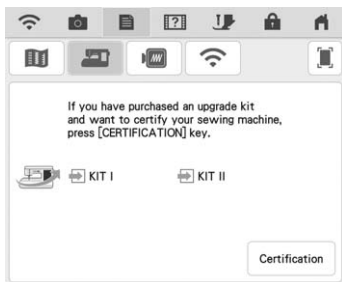 If you have purchased an upgrade kit
and want to certify your sewing machine,
press [CERTIFICATION] key.
KIT I KIT II
Certification